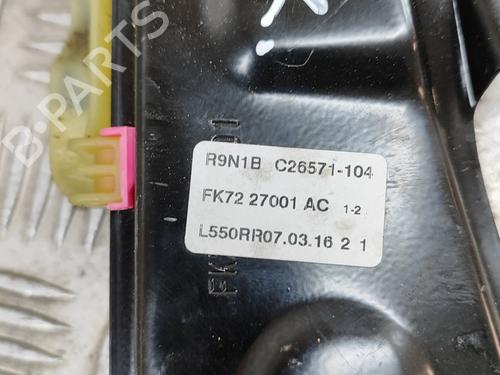 B-PARTS
R9N1B C26571-104
FK72 27001 AC 1-2
L550RR07.03.16 2 1